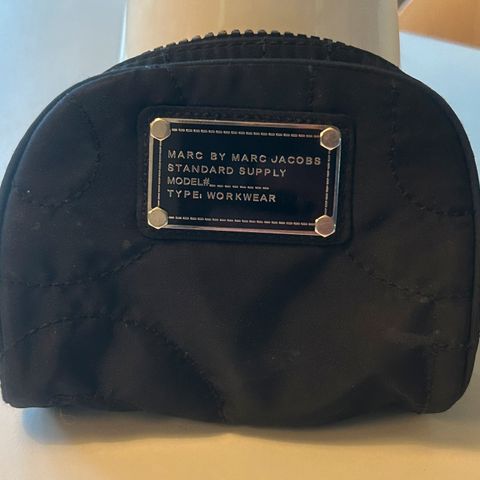 MARC BY MARC JACOBS
STANDARD SUPPLY
MODEL#_ _ _ _ _ _ _ _
TYPE: WORKWEAR